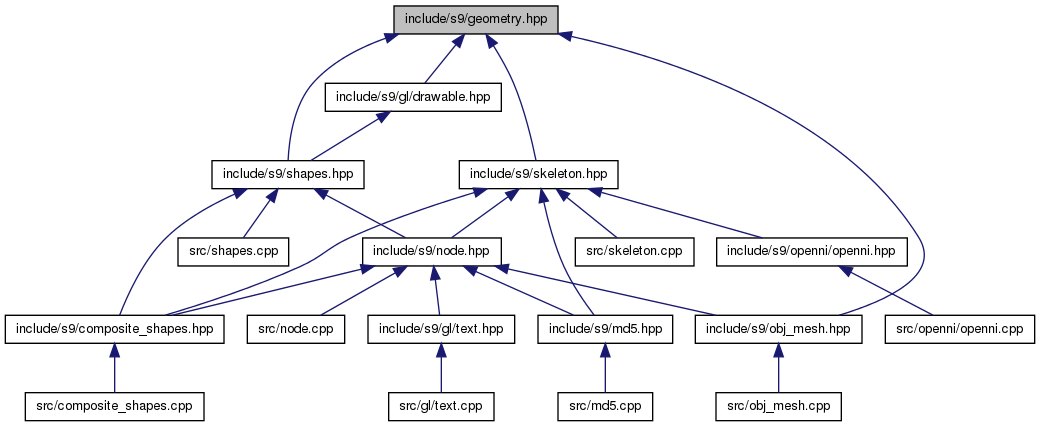 include/s9/geometry.hpp
include/s9/gl/drawable.hpp
include/s9/shapes.hpp
include/s9/skeleton.hpp
src/shapes.cpp
include/s9/node.hpp
src/skeleton.cpp
include/s9/openni/openni.hpp
include/s9/composite_shapes.hpp
src/node.cpp
include/s9/gl/text.hpp
include/s9/md5.hpp
include/s9/obj_mesh.hpp
src/openni/openni.cpp
src/composite_shapes.cpp
src/gl/text.cpp
src/md5.cpp
src/obj_mesh.cpp